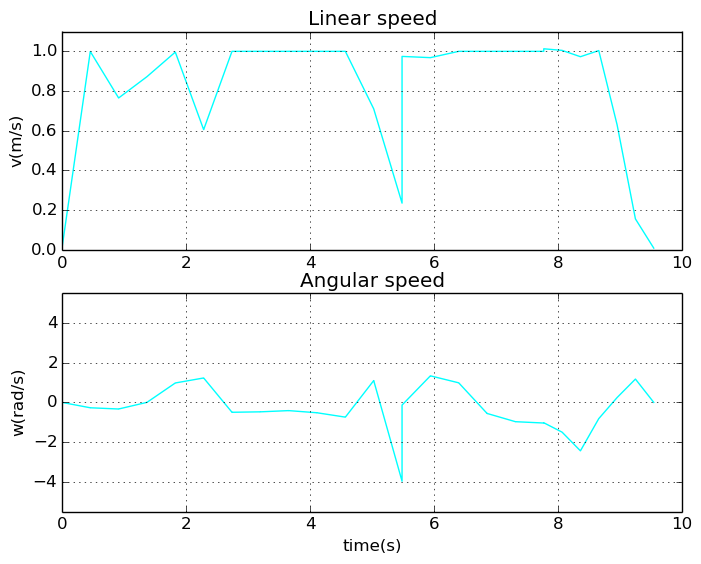 Linear speed
v(m/s)
1.0
0.8
0.6
0.4
0.2
0.0
0 2 4 6 8 10
Angular speed
w(rad/s)
4
2
0
−2
−4
0 2 4 6 8 10
time(s)